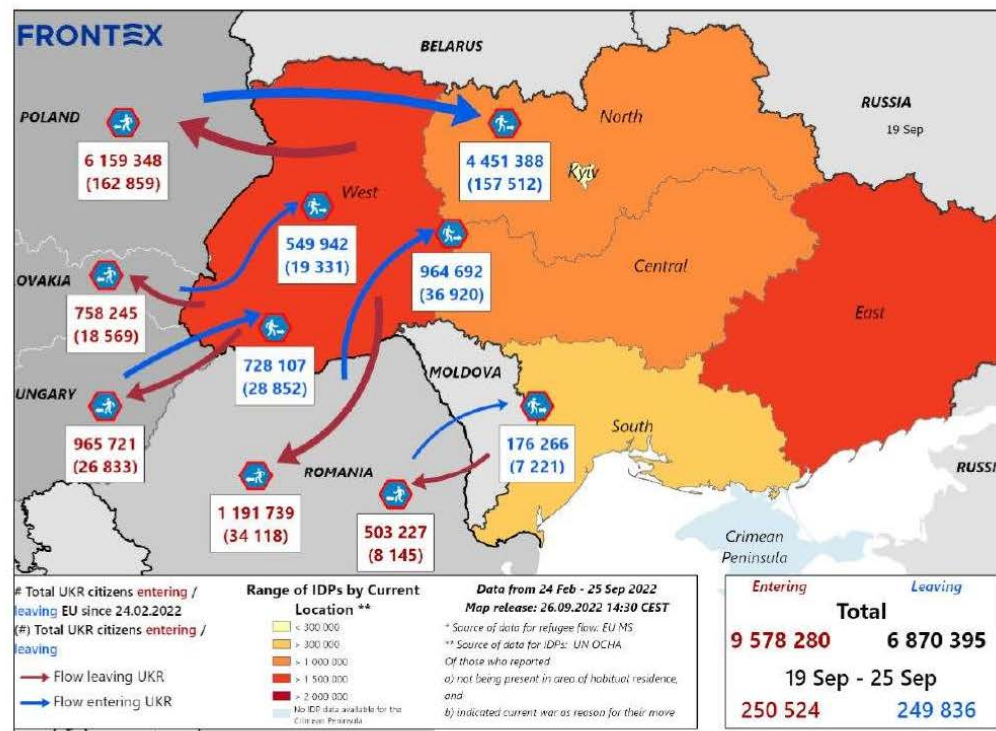 FRONTEX
BELARUS
POLAND
RUSSIA
19 Sep
North
6 159 348
(162 859)
4 451 388
(157 512)
Kyiv
West
549 942
(19 331)
964 692
(36 920)
Central
OVAKIA
758 245
(18 569)
East
728 107
(28 852)
MOLDOVA
UNGARY
965 721
(26 833)
176 266
(7 221)
South
ROMANIA
RUSSI
1 191 739
(34 118)
503 227
(8 145)
Crimean
Peninsula
# Total UKR citizens entering /
leaving EU since 24.02.2022
(#) Total UKR citizens entering /
leaving
Flow leaving UKR
Flow entering UKR
Range of IDPs by Current
Location **
< 300 000
> 300 000
> 1 000 000
> 1 500 000
> 2 000 000
No IDP data available for the
Crimean Peninsula
Data from 24 Feb - 25 Sep 2022
Map release: 26.09.2022 14:30 CEST
* Source of data for refugee flow: EU MS
** Source of data for IDPs: UN OCHA
Of those who reported
a) not being present in area of habitual residence,
and
b) indicated current war as reason for their move
Entering Leaving
Total
9 578 280 6 870 395
19 Sep - 25 Sep
250 524 249 836